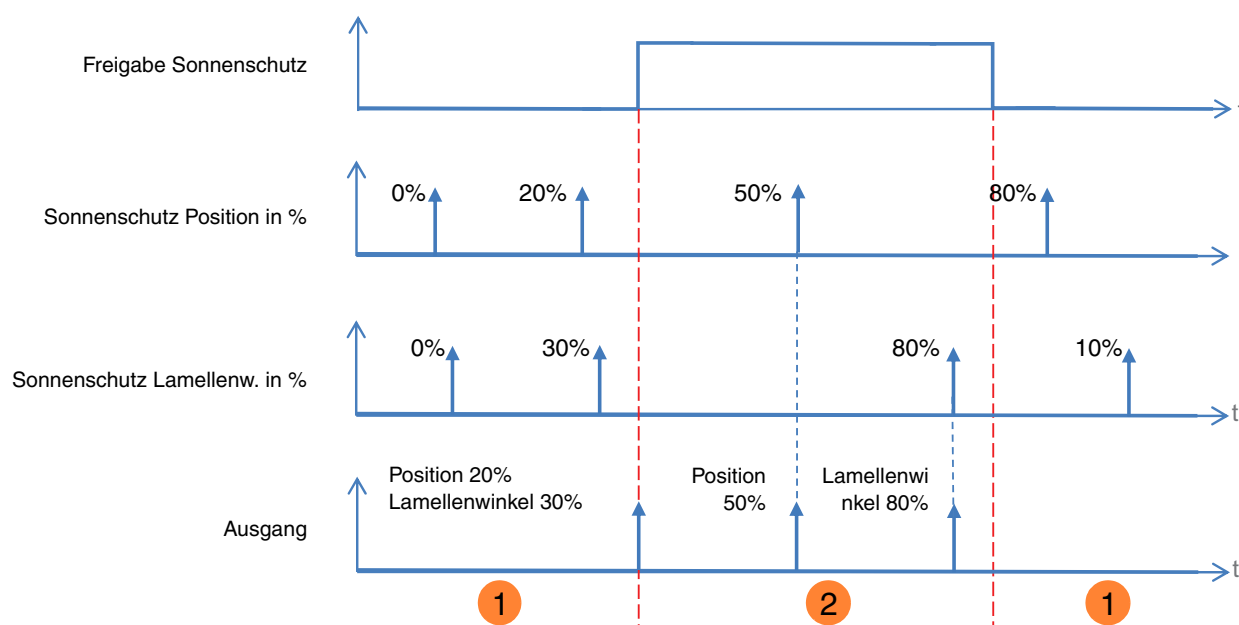 Freigabe Sonnenschutz
0% 20% 50% 80%
Sonnenschutz Position in %
0% 30% 80% 10%
Sonnenschutz Lamellenw. in %
t
Position 20%
Lamellenwinkel 30%
Position
50%
Lamellenwi
nkel 80%
Ausgang
t
1 2 1